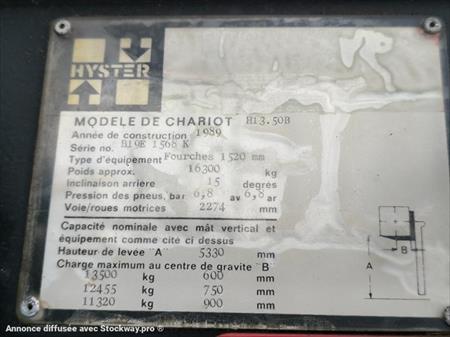 HYSTER
MODELE DE CHARIOT H13.50B
Année de construction 1989
Série no. B19E 1568 K
Type d'équipement Fourches 1520 mm
Poids approx. 16300 kg
Inclinaison arriére 15 degrés
Pression des pneus, bar 6,8 av 6,8 ar
Voie/roues motrices 2274 mm
Capacité nominale avec mât vertical et
équipement comme cité ci dessus
Hauteur de levée "A" 5330 mm
Charge maximum au centre de gravite "B"
13500 kg 600 mm
12455 kg 750 mm
11320 kg 900 mm
B
A
Annonce diffusée avec Stockway.pro ®